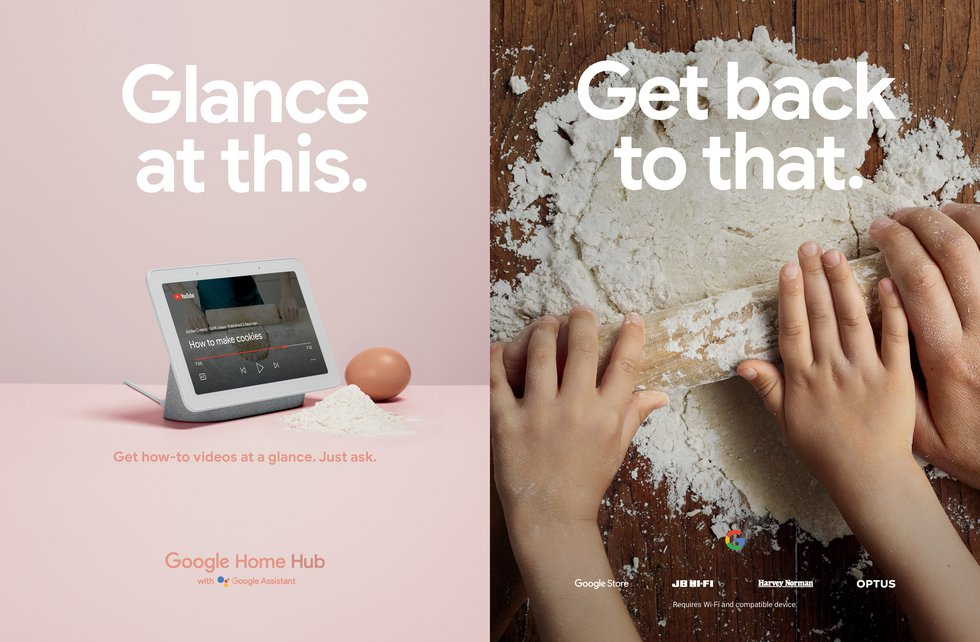 Glance
at this.
YouTube
How to make cookies
Get how-to videos at a glance. Just ask.
Google Home Hub
with Google Assistant
Get back
to that.
G
Google Store
JB HI-FI
Harvey Norman
OPTUS
Requires Wi-Fi and compatible device.